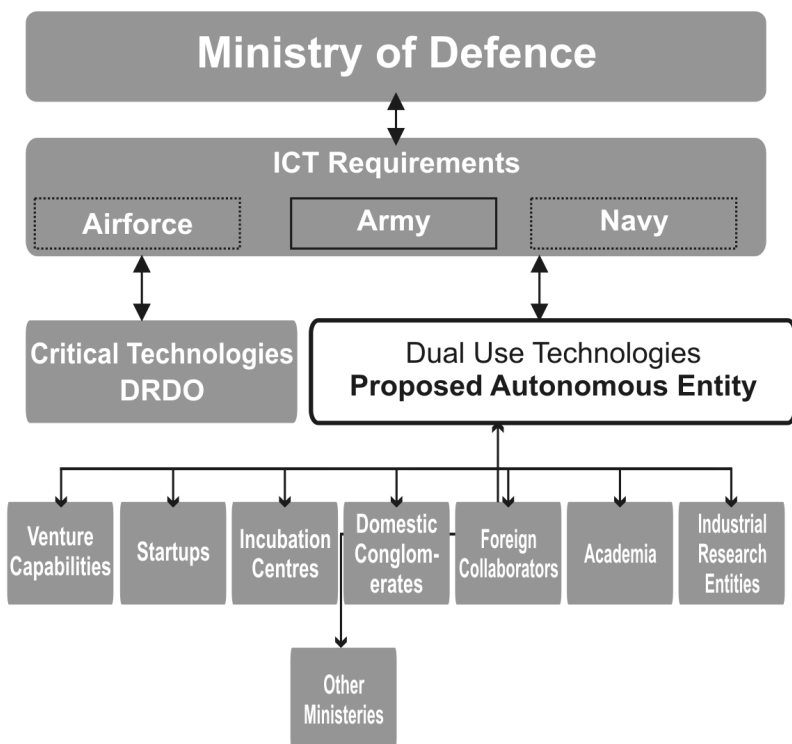 Ministry of Defence
ICT Requirements
Airforce
Army
Navy
Critical Technologies
DRDO
Dual Use Technologies
Proposed Autonomous Entity
Venture
Capabilities
Startups
Incubation
Centres
Domestic
Conglom-
erates
Foreign
Collaborators
Academia
Industrial
Research
Entities
Other
Ministeries